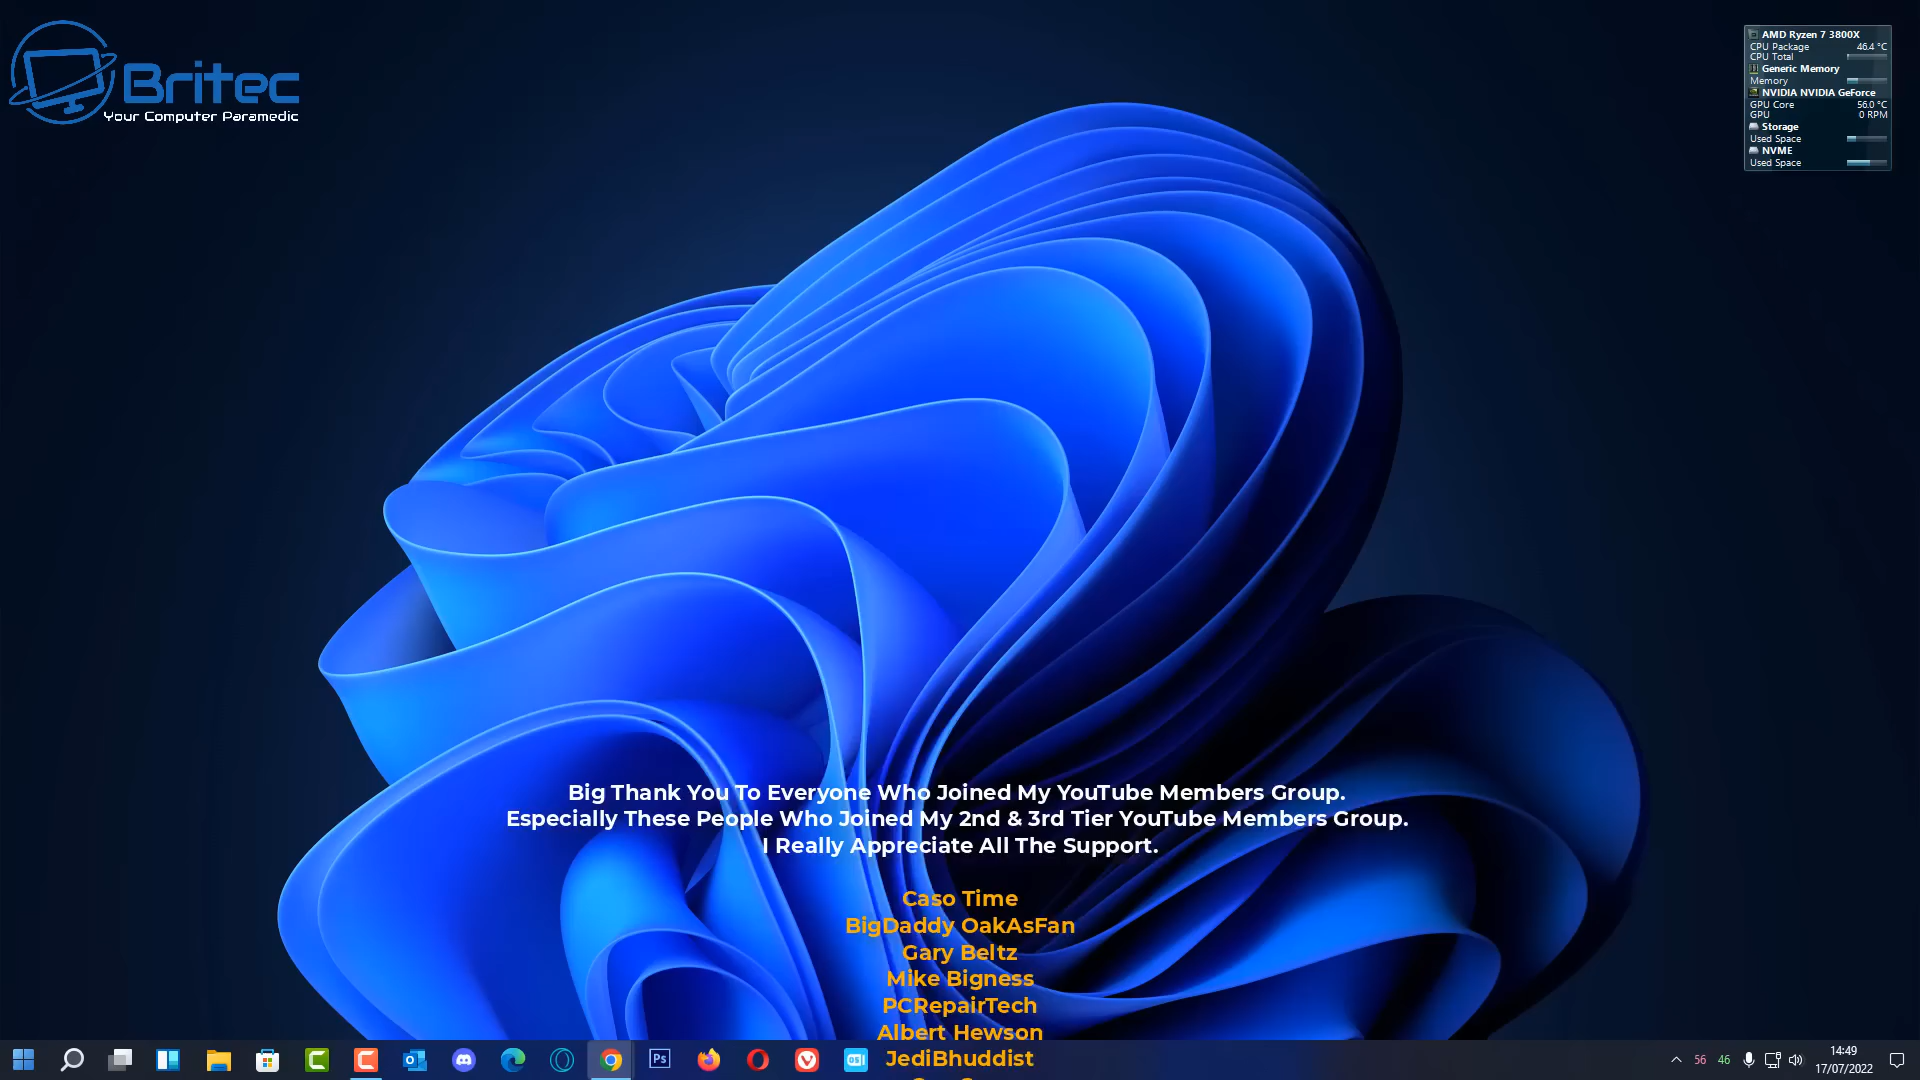 Britec
Your Computer Paramedic
AMD Ryzen 7 3800X
CPU Package 46.4 °C
CPU Total
Generic Memory
Memory
NVIDIA NVIDIA GeForce
GPU Core 56.0 °C
GPU 0 RPM
Storage
Used Space
NVME
Used Space
Big Thank You To Everyone Who Joined My YouTube Members Group.
Especially These People Who Joined My 2nd & 3rd Tier YouTube Members Group.
I Really Appreciate All The Support.
Caso Time
BigDaddy OakAsFan
Gary Beltz
Mike Bigness
PCRepairTech
Albert Hewson
JediBhuddist
Ps
56 46
14:49
17/07/2022